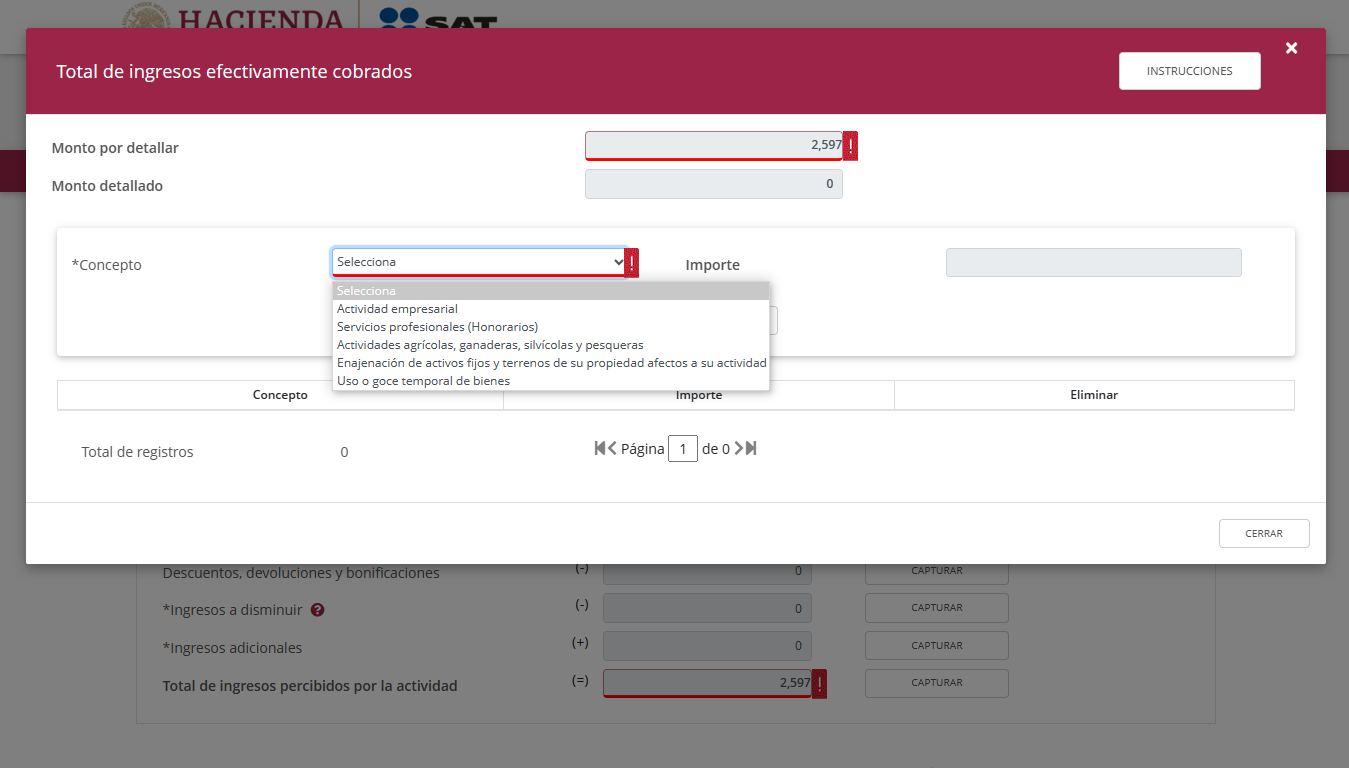 HACIENDA SAT
Total de ingresos efectivamente cobrados
INSTRUCCIONES
Monto por detallar 2,597 !
Monto detallado 0
*Concepto Selecciona ! Importe
Selecciona
Actividad empresarial
Servicios profesionales (Honorarios)
Actividades agrícolas, ganaderas, silvícolas y pesqueras
Enajenación de activos fijos y terrenos de su propiedad afectos a su actividad
Uso o goce temporal de bienes
Concepto Importe Eliminar
Total de registros 0 Página 1 de 0
CERRAR
Descuentos, devoluciones y bonificaciones (-) 0 CAPTURAR
*Ingresos a disminuir ? (-) 0 CAPTURAR
*Ingresos adicionales (+) 0 CAPTURAR
Total de ingresos percibidos por la actividad (=) 2,597 ! CAPTURAR